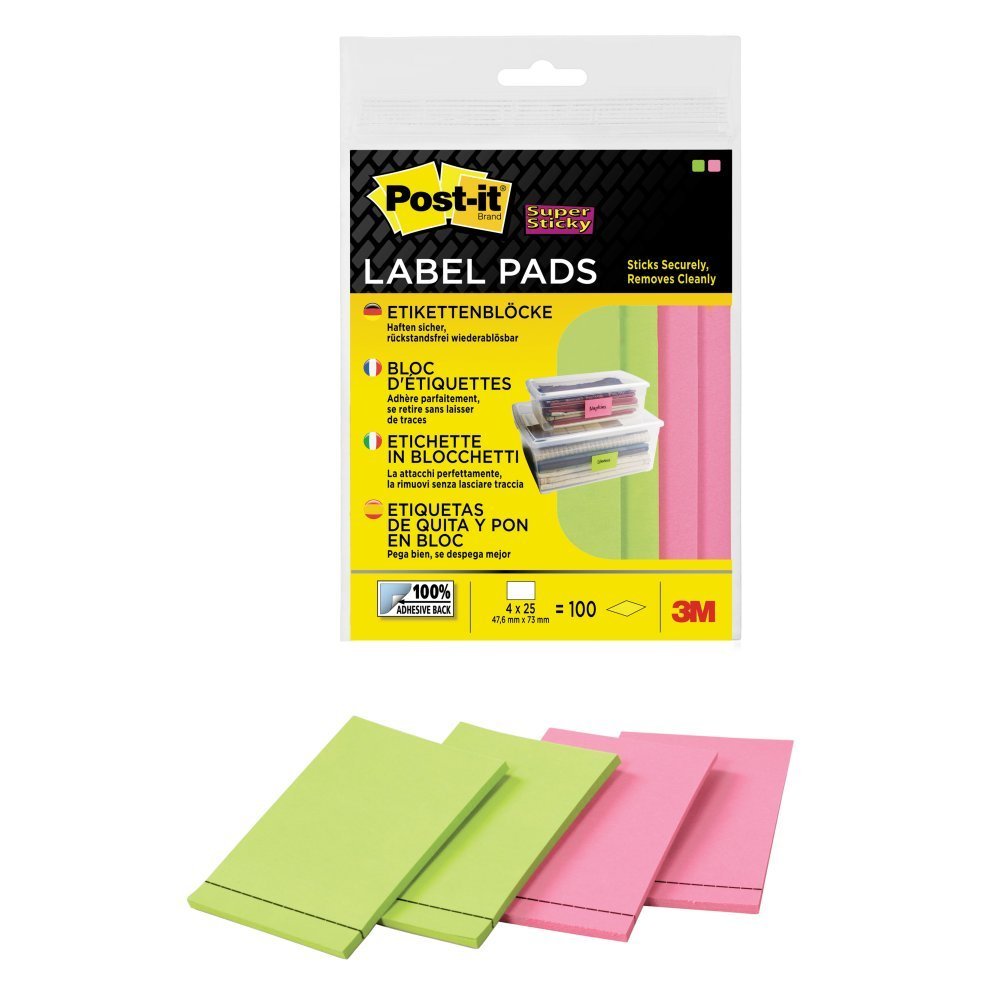 Post-it®
Brand
Super
Sticky
LABEL PADS
Sticks Securely,
Removes Cleanly
ETIKETTENBLÖCKE
Haften sicher,
rückstandsfrei wiederablösbar
BLOC
D'ÉTIQUETTES
Adhère parfaitement,
se retire sans laisser
de traces
ETICHETTE
IN BLOCCHETTI
La attacchi perfettamente,
la rimuovi senza lasciare traccia
ETIQUETAS
DE QUITA Y PON
EN BLOC
Pega bien, se despega mejor
100%
ADHESIVE BACK
4 x 25
47,6 mm x 73 mm
= 100
3M